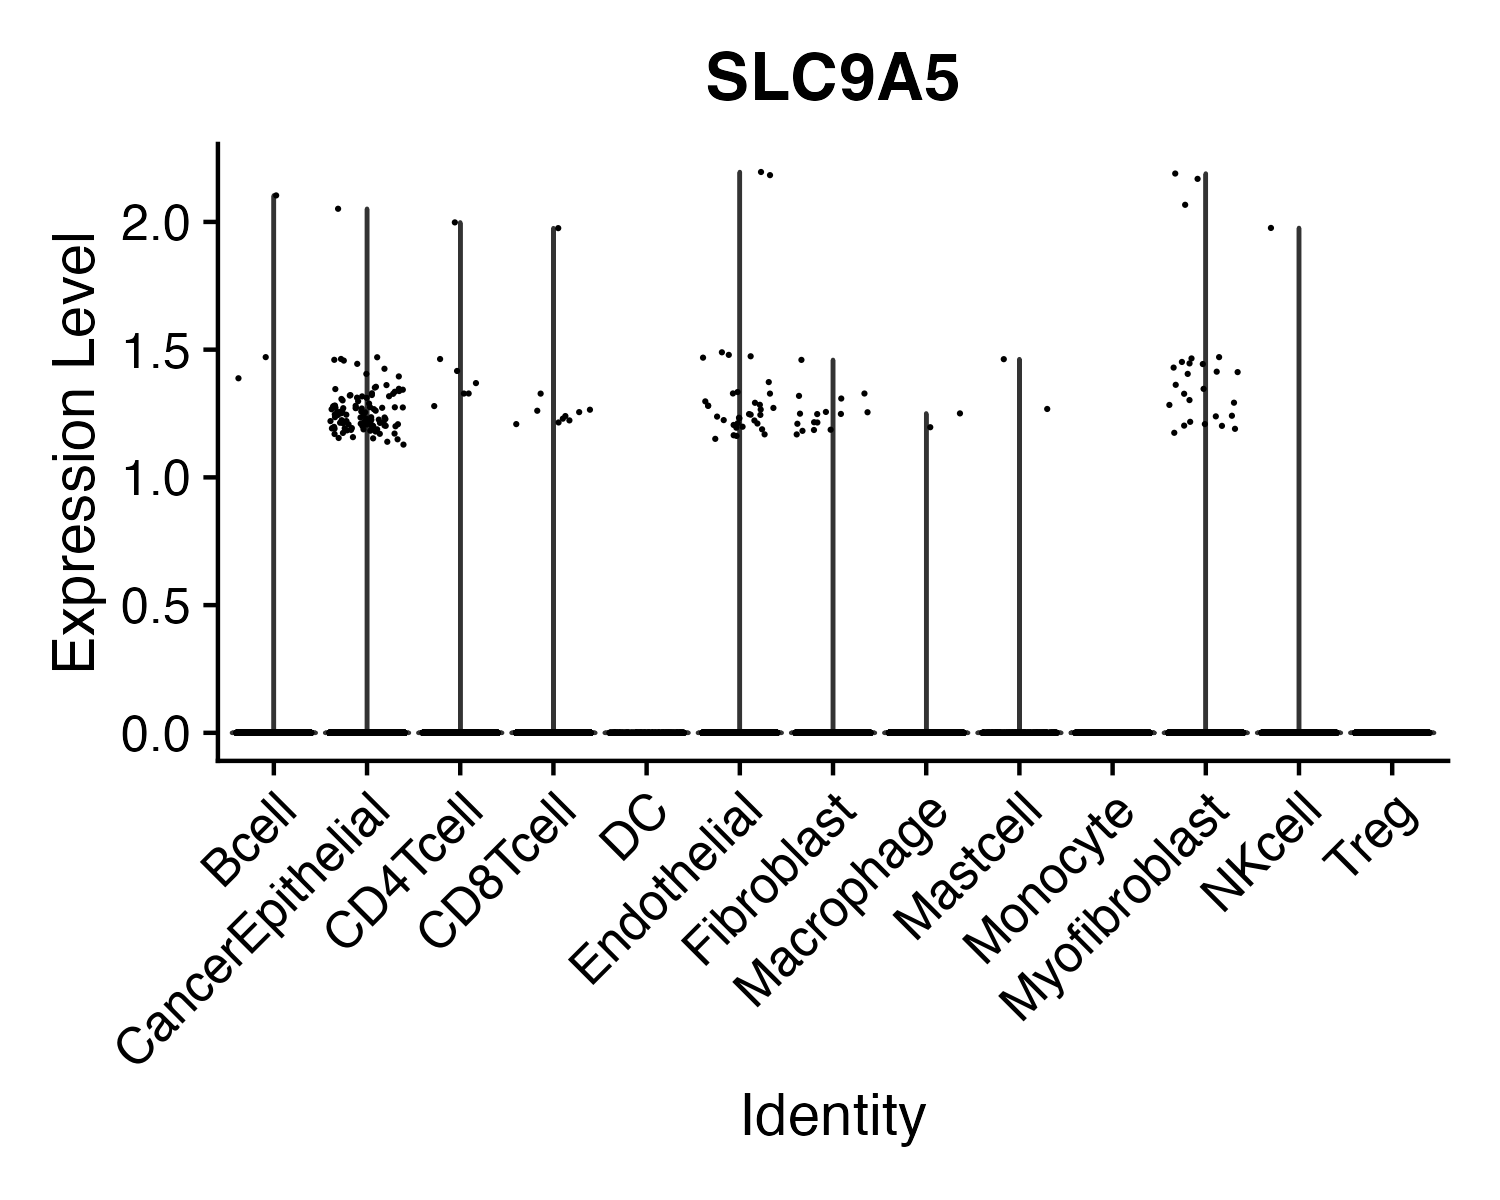 SLC9A5
Expression Level
2.0
1.5
1.0
0.5
0.0
Bcell
CancerEpithelial
CD4Tcell
CD8Tcell
DC
Endothelial
Fibroblast
Macrophage
Mastcell
Monocyte
Myofibroblast
NKcell
Treg
Identity